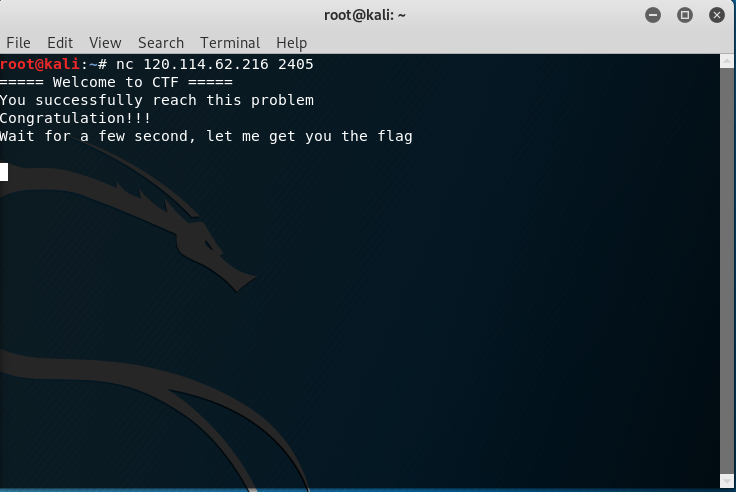 root@kali: ~
File Edit View Search Terminal Help
root@kali:~# nc 120.114.62.216 2405
===== Welcome to CTF =====
You successfully reach this problem
Congratulation!!!
Wait for a few second, let me get you the flag